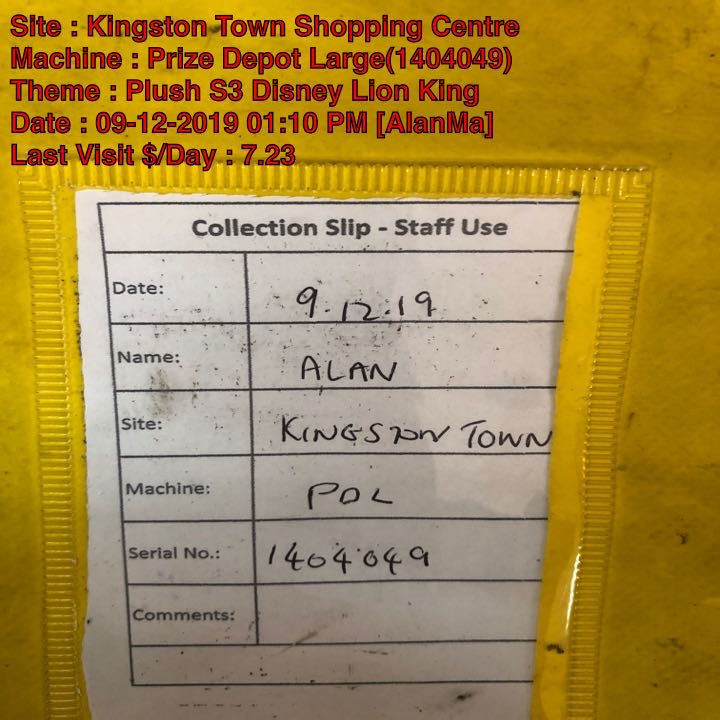 Site : Kingston Town Shopping Centre
Machine : Prize Depot Large(1404049)
Theme : Plush S3 Disney Lion King
Date : 09-12-2019 01:10 PM [AlanMa]
Last Visit $/Day : 7.23
Collection Slip - Staff Use
Date: 9.12.19
Name: ALAN
Site: KINGSTON TOWN
Machine: PDL
Serial No.: 1404049
Comments: